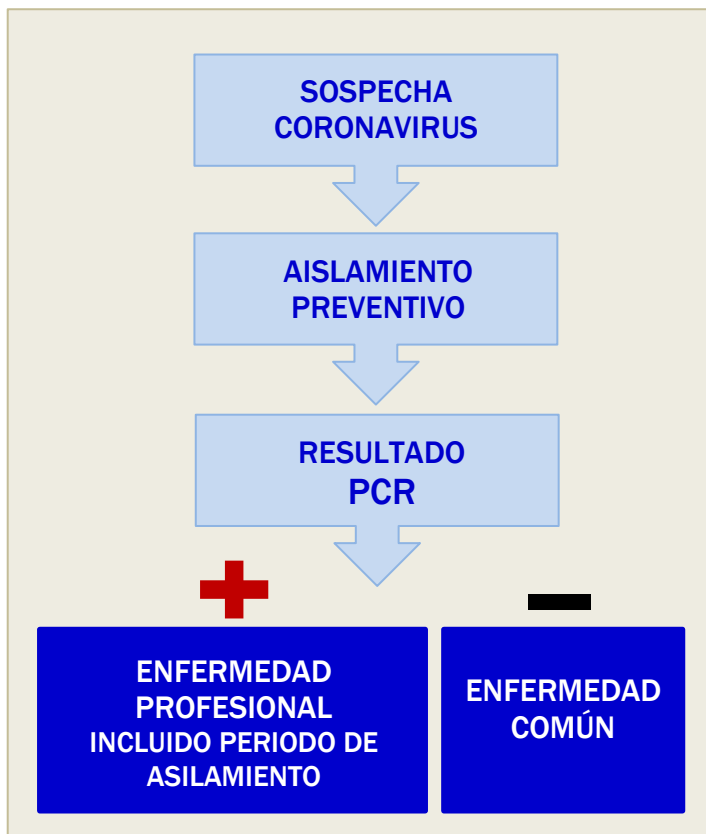 SOSPECHA
CORONAVIRUS
AISLAMIENTO
PREVENTIVO
RESULTADO
PCR
ENFERMEDAD
PROFESIONAL
INCLUIDO PERIODO DE
ASILAMIENTO
ENFERMEDAD
COMÚN